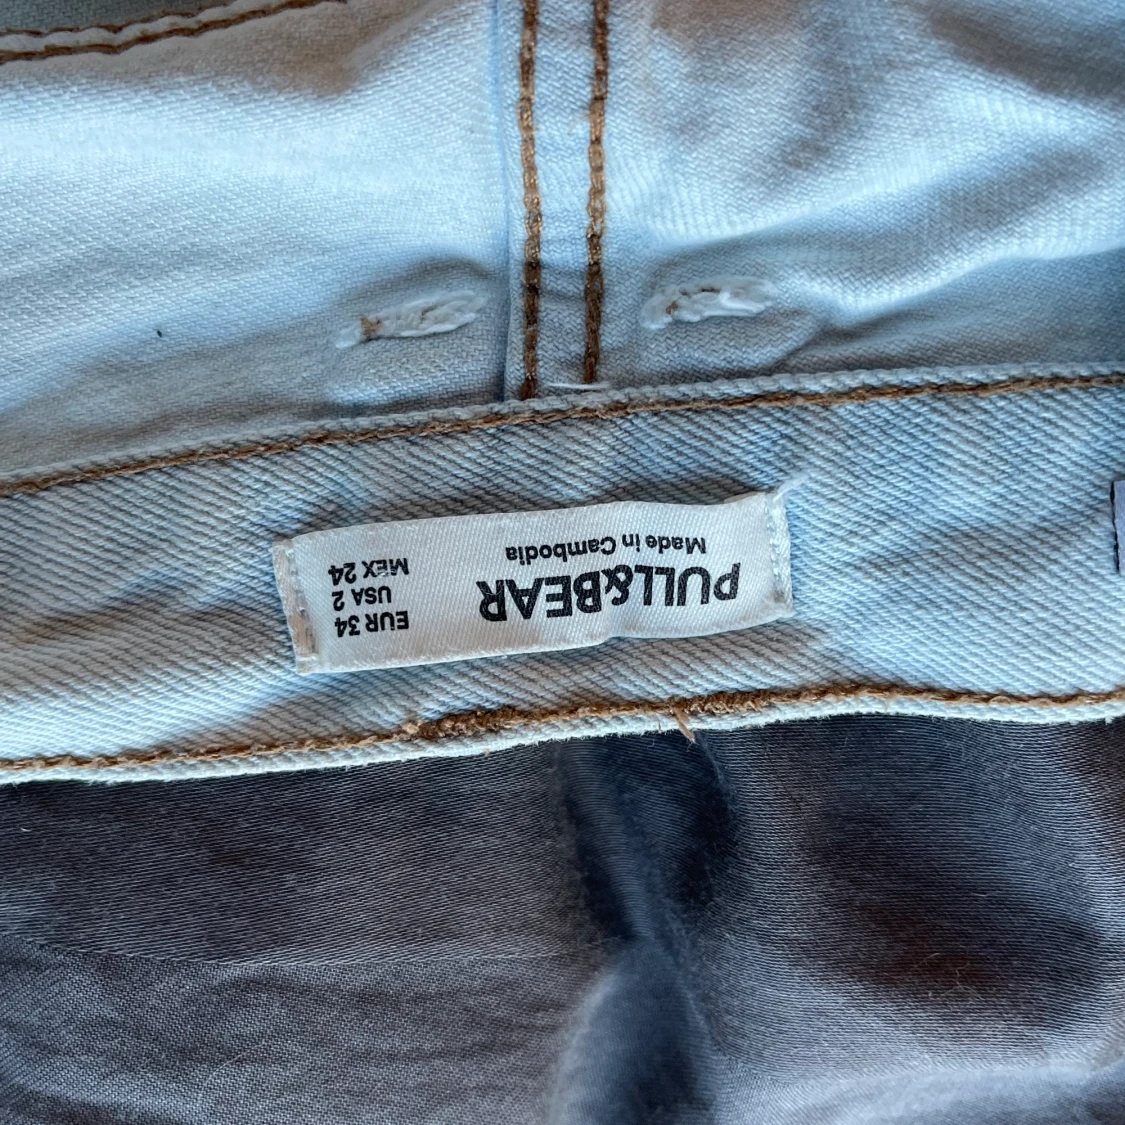 PULL&BEAR
Made in Cambodia
EUR 34
USA 2
MEX 24